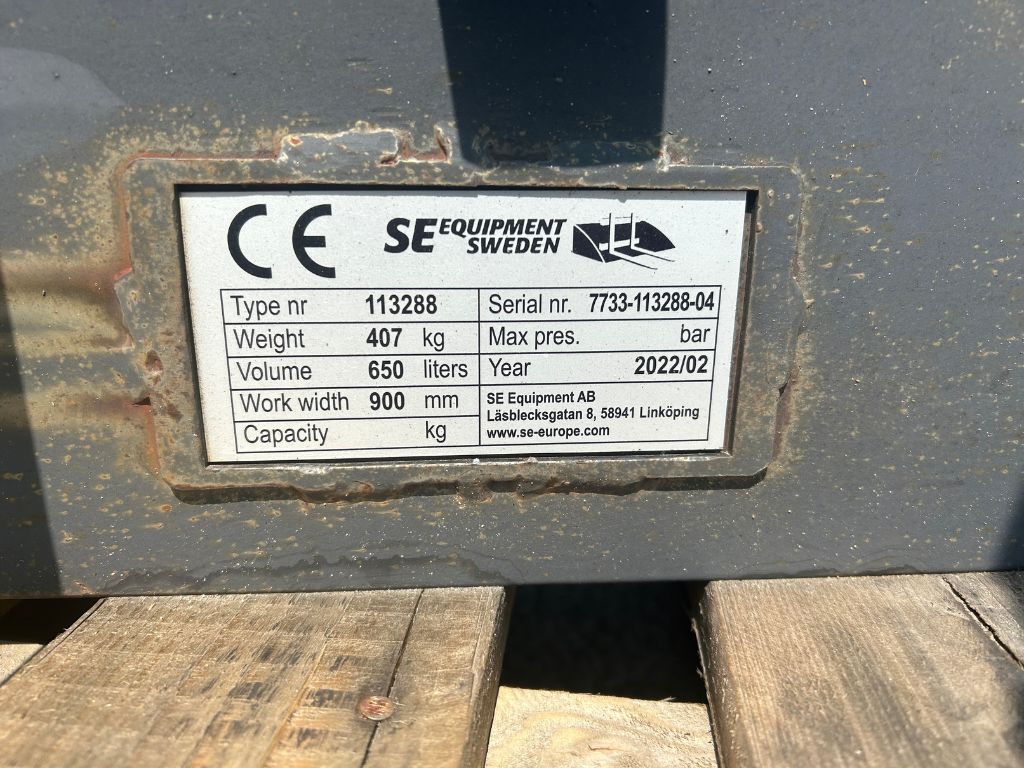 CE SE EQUIPMENT
SWEDEN
Type nr 113288 Serial nr. 7733-113288-04
Weight 407 kg Max pres. bar
Volume 650 liters Year 2022/02
Work width 900 mm SE Equipment AB
Läsblecksgatan 8, 58941 Linköping
Capacity kg www.se-europe.com